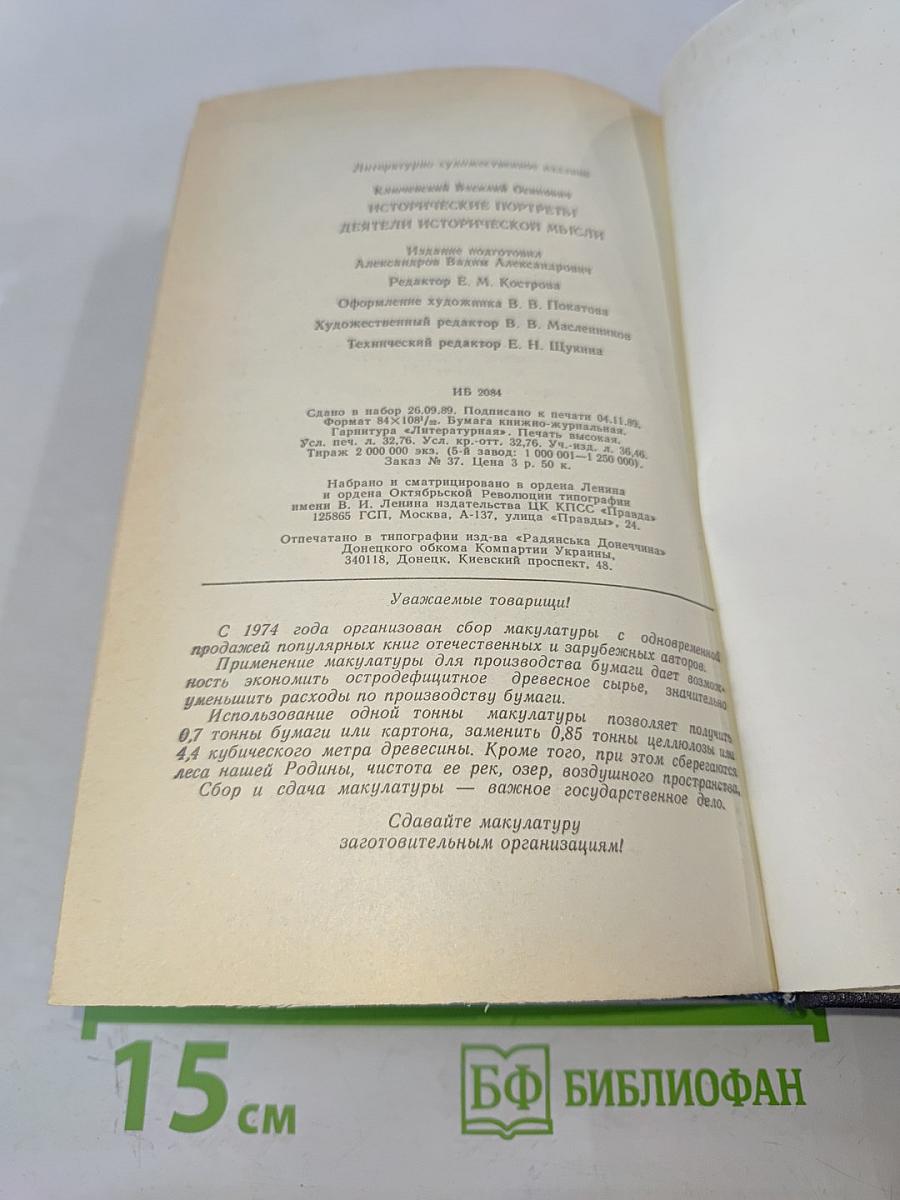 Литературно-художественное издание
Ключевский Василий Осипович
ИСТОРИЧЕСКИЕ ПОРТРЕТЫ
ДЕЯТЕЛИ ИСТОРИЧЕСКОЙ МЫСЛИ
Издание подготовил
Александров Вадим Александрович
Редактор Е. М. Кострова
Оформление художника В. В. Покатова
Художественный редактор В. В. Масленников
Технический редактор Е. Н. Щукина
ИБ 2084
Сдано в набор 26.09.89. Подписано к печати 04.11.89.
Формат 84×108¹/₃₂. Бумага книжно-журнальная.
Гарнитура «Литературная». Печать высокая.
Усл. печ. л. 32,76. Усл. кр.-отт. 32,76. Уч.-изд. л. 36,46.
Тираж 2 000 000 экз. (5-й завод: 1 000 001—1 250 000).
Заказ № 37. Цена 3 р. 50 к.
Набрано и сматрицировано в ордена Ленина
и ордена Октябрьской Революции типографии
имени В. И. Ленина издательства ЦК КПСС «Правда»
125865 ГСП, Москва, А-137, улица «Правды», 24.
Отпечатано в типографии изд-ва «Радянська Донеччина»
Донецкого обкома Компартии Украины,
340118, Донецк, Киевский проспект, 48.
Уважаемые товарищи!
С 1974 года организован сбор макулатуры с одновременной
продажей популярных книг отечественных и зарубежных авторов.
Применение макулатуры для производства бумаги дает возмож-
ность экономить остродефицитное древесное сырье, значительно
уменьшить расходы по производству бумаги.
Использование одной тонны макулатуры позволяет получить
0,7 тонны бумаги или картона, заменить 0,85 тонны целлюлозы или
4,4 кубического метра древесины. Кроме того, при этом сберегаются
леса нашей Родины, чистота ее рек, озер, воздушного пространства.
Сбор и сдача макулатуры — важное государственное дело.
Сдавайте макулатуру
заготовительным организациям!
15 см
БФ БИБЛИОФАН